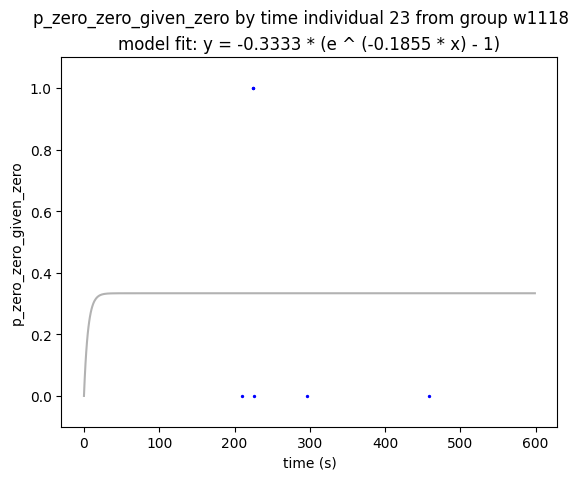 p_zero_zero_given_zero by time individual 23 from group w1118
model fit: y = -0.3333 * (e ^ (-0.1855 * x) - 1)
1.0
0.8
0.6
0.4
0.2
0.0
p_zero_zero_given_zero
0 100 200 300 400 500 600
time (s)